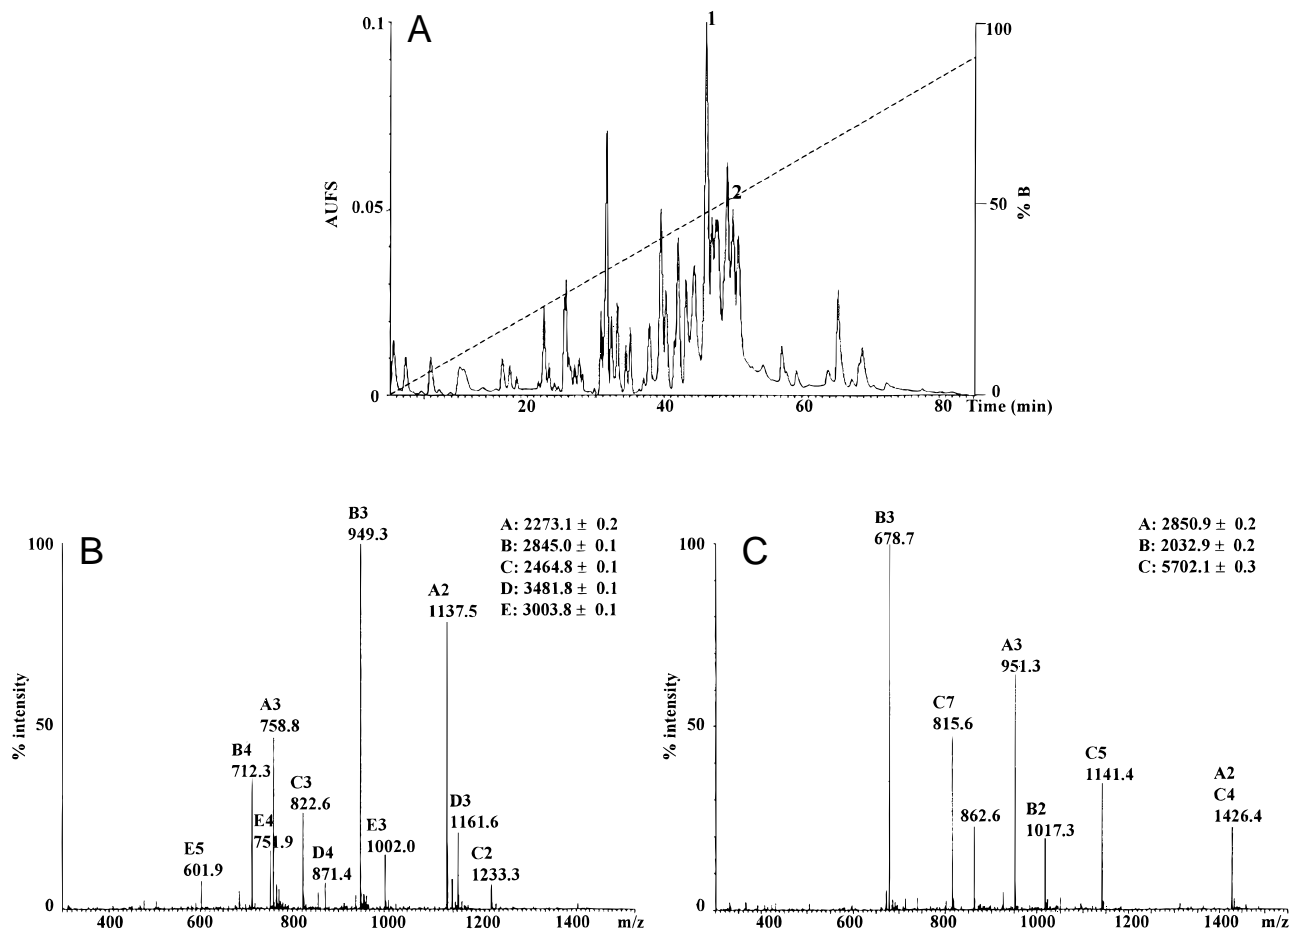 A
0.1
1
100
AUFS
0.05
2
50
% B
0
0
20
40
60
80
Time (min)
B
100
B3
949.3
A: 2273.1 ± 0.2
B: 2845.0 ± 0.1
C: 2464.8 ± 0.1
D: 3481.8 ± 0.1
E: 3003.8 ± 0.1
A2
1137.5
% intensity
50
A3
758.8
B4
712.3
C3
822.6
E4
751.9
D3
1161.6
E3
1002.0
E5
601.9
D4
871.4
C2
1233.3
0
400
600
800
1000
1200
1400
m/z
C
100
B3
678.7
A: 2850.9 ± 0.2
B: 2032.9 ± 0.2
C: 5702.1 ± 0.3
A3
951.3
% intensity
50
C7
815.6
C5
1141.4
A2
C4
1426.4
862.6
B2
1017.3
0
400
600
800
1000
1200
1400
m/z